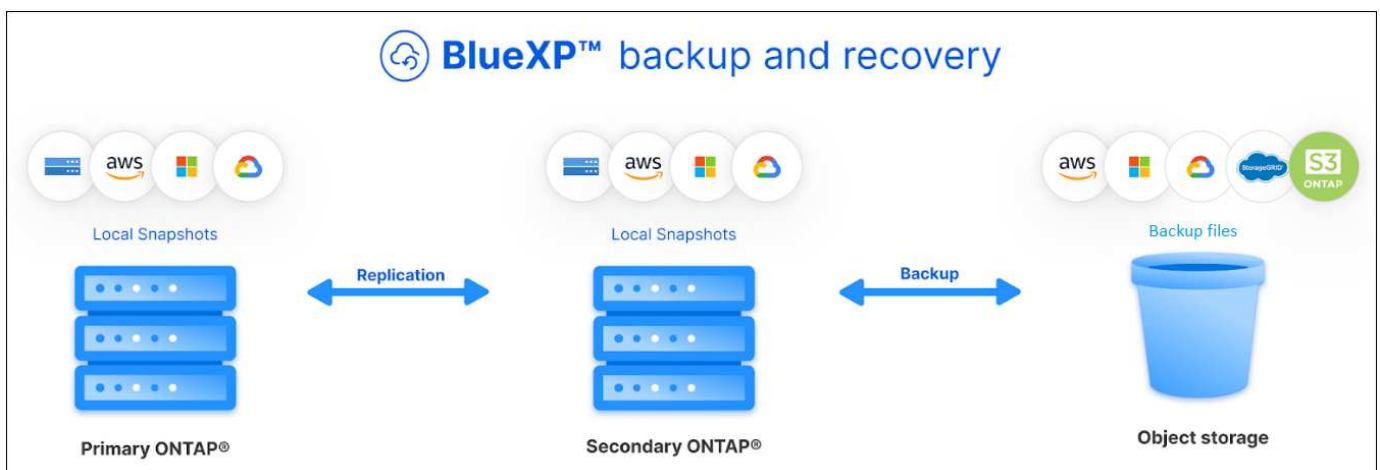 BlueXP™ backup and recovery
aws
aws
aws
StorageGRID
S3
ONTAP
Local Snapshots
Local Snapshots
Backup files
Replication
Backup
Primary ONTAP®
Secondary ONTAP®
Object storage